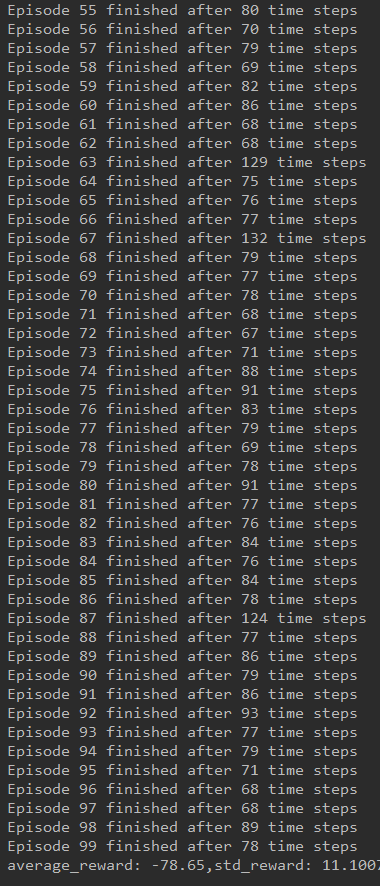 Episode 55 finished after 80 time steps
Episode 56 finished after 70 time steps
Episode 57 finished after 79 time steps
Episode 58 finished after 69 time steps
Episode 59 finished after 82 time steps
Episode 60 finished after 86 time steps
Episode 61 finished after 68 time steps
Episode 62 finished after 68 time steps
Episode 63 finished after 129 time steps
Episode 64 finished after 75 time steps
Episode 65 finished after 76 time steps
Episode 66 finished after 77 time steps
Episode 67 finished after 132 time steps
Episode 68 finished after 79 time steps
Episode 69 finished after 77 time steps
Episode 70 finished after 78 time steps
Episode 71 finished after 68 time steps
Episode 72 finished after 67 time steps
Episode 73 finished after 71 time steps
Episode 74 finished after 88 time steps
Episode 75 finished after 91 time steps
Episode 76 finished after 83 time steps
Episode 77 finished after 79 time steps
Episode 78 finished after 69 time steps
Episode 79 finished after 78 time steps
Episode 80 finished after 91 time steps
Episode 81 finished after 77 time steps
Episode 82 finished after 76 time steps
Episode 83 finished after 84 time steps
Episode 84 finished after 76 time steps
Episode 85 finished after 84 time steps
Episode 86 finished after 78 time steps
Episode 87 finished after 124 time steps
Episode 88 finished after 77 time steps
Episode 89 finished after 86 time steps
Episode 90 finished after 79 time steps
Episode 91 finished after 86 time steps
Episode 92 finished after 93 time steps
Episode 93 finished after 77 time steps
Episode 94 finished after 79 time steps
Episode 95 finished after 71 time steps
Episode 96 finished after 68 time steps
Episode 97 finished after 68 time steps
Episode 98 finished after 89 time steps
Episode 99 finished after 78 time steps
average_reward: -78.65,std_reward: 11.1007